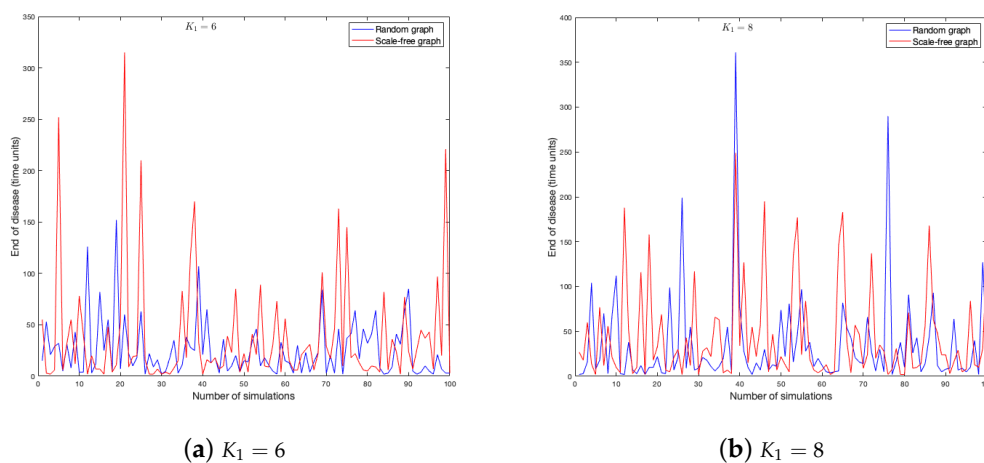 K₁ = 6
Random graph
Scale-free graph
End of disease (time units)
350
300
250
200
150
100
50
0
0 10 20 30 40 50 60 70 80 90 100
Number of simulations
(a) K₁ = 6
K₁ = 8
Random graph
Scale-free graph
End of disease (time units)
400
350
300
250
200
150
100
50
0
0 10 20 30 40 50 60 70 80 90 100
Number of simulations
(b) K₁ = 8